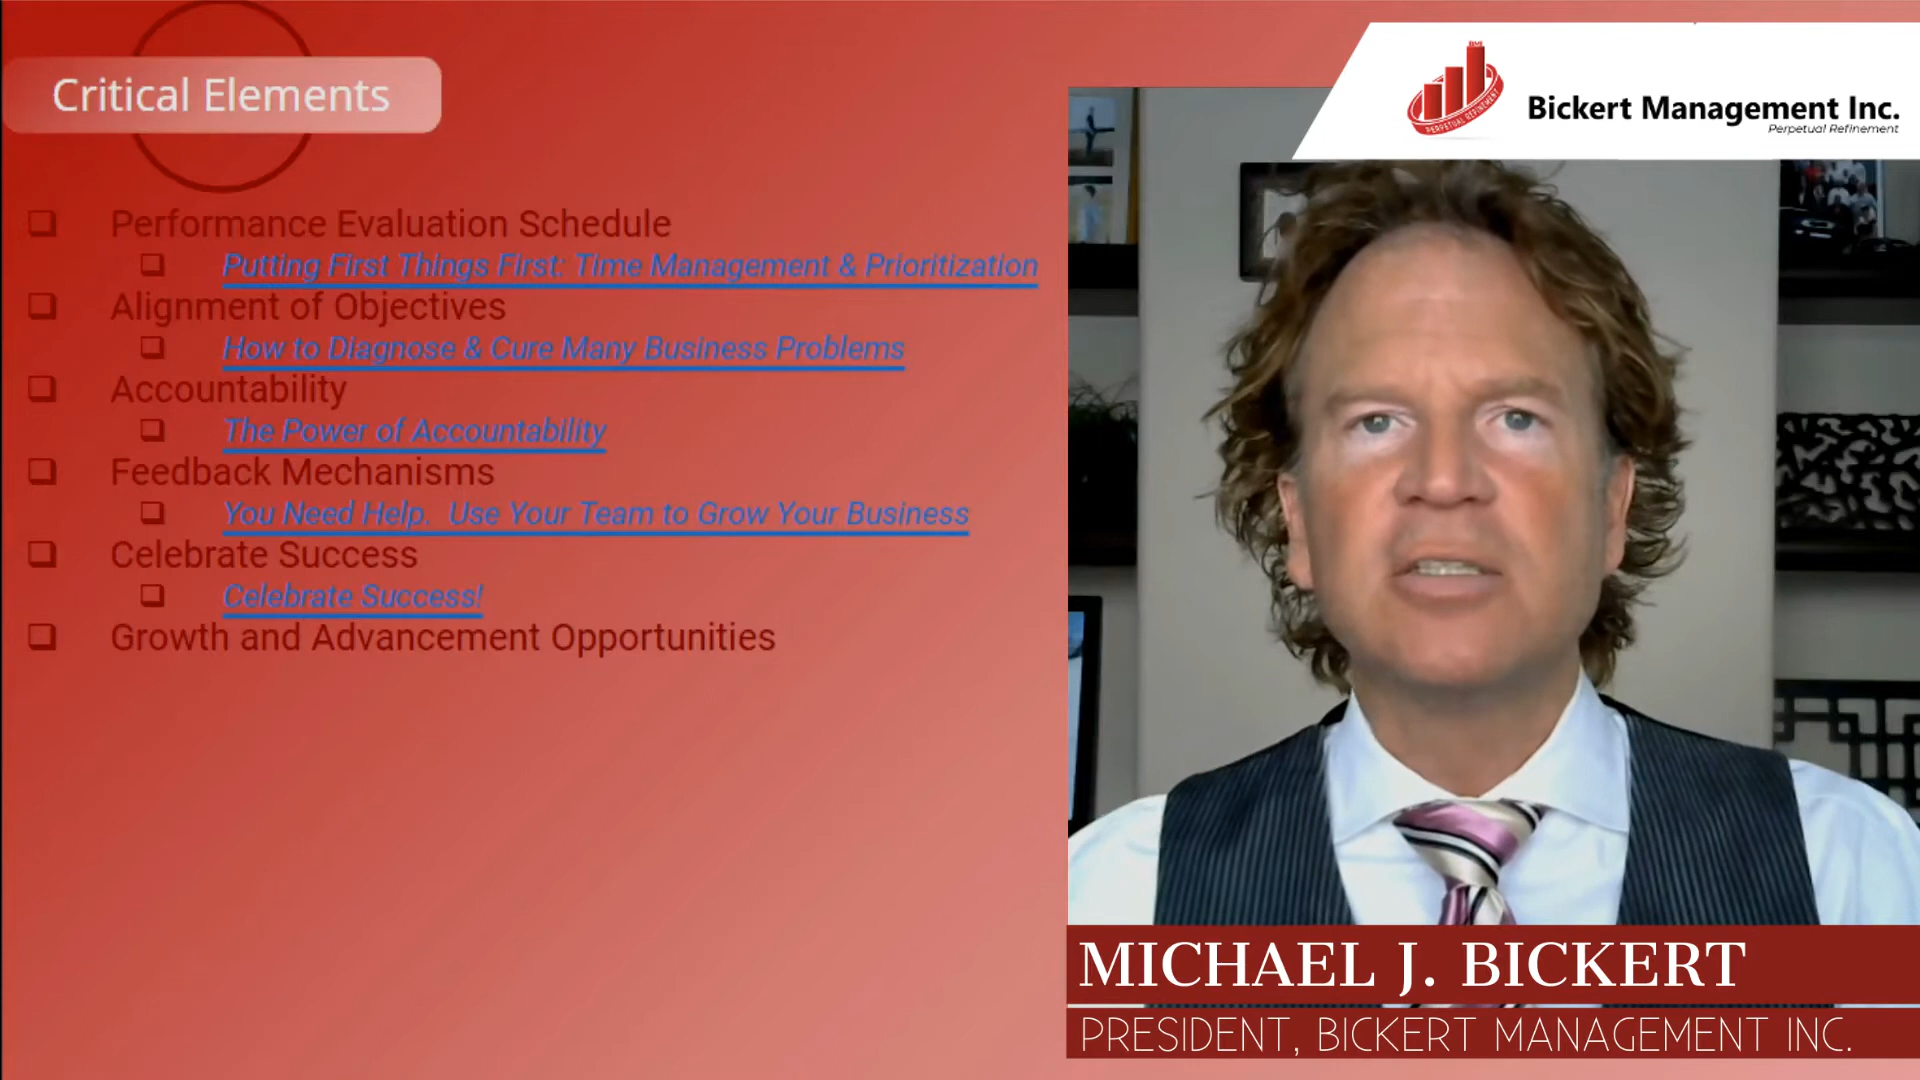 Critical Elements
Performance Evaluation Schedule
Putting First Things First: Time Management & Prioritization
Alignment of Objectives
How to Diagnose & Cure Many Business Problems
Accountability
The Power of Accountability
Feedback Mechanisms
You Need Help.  Use Your Team to Grow Your Business
Celebrate Success
Celebrate Success!
Growth and Advancement Opportunities
BMI
PERPETUAL REFINEMENT
Bickert Management Inc.
Perpetual Refinement
MICHAEL J. BICKERT
PRESIDENT, BICKERT MANAGEMENT INC.